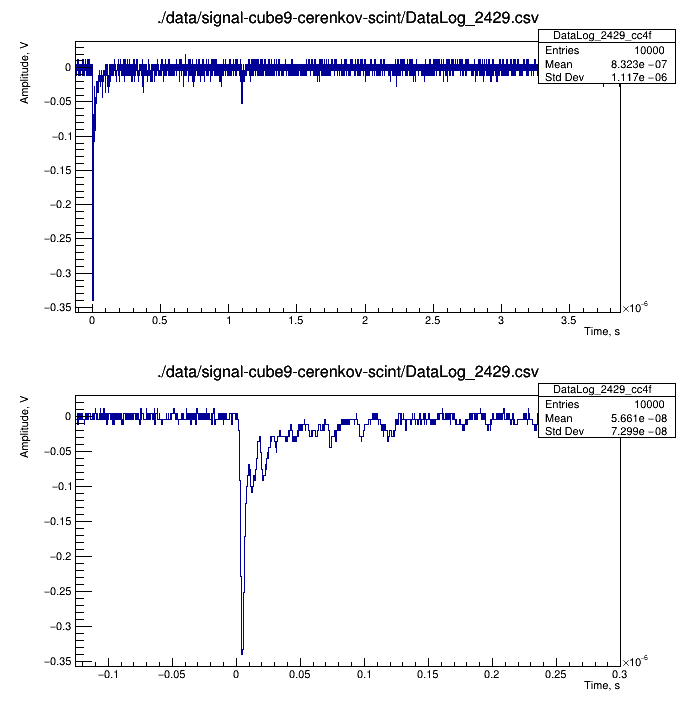 ./data/signal-cube9-cerenkov-scint/DataLog_2429.csv
DataLog_2429_cc4f
Entries 10000
Mean 8.323e −07
Std Dev 1.117e −06
Amplitude, V
0
−0.05
−0.1
−0.15
−0.2
−0.25
−0.3
−0.35
0 0.5 1 1.5 2 2.5 3 3.5
×10⁻⁶
Time, s
./data/signal-cube9-cerenkov-scint/DataLog_2429.csv
DataLog_2429_cc4f
Entries 10000
Mean 5.661e −08
Std Dev 7.299e −08
Amplitude, V
0
−0.05
−0.1
−0.15
−0.2
−0.25
−0.3
−0.35
−0.1 −0.05 0 0.05 0.1 0.15 0.2 0.25 0.3
×10⁻⁶
Time, s